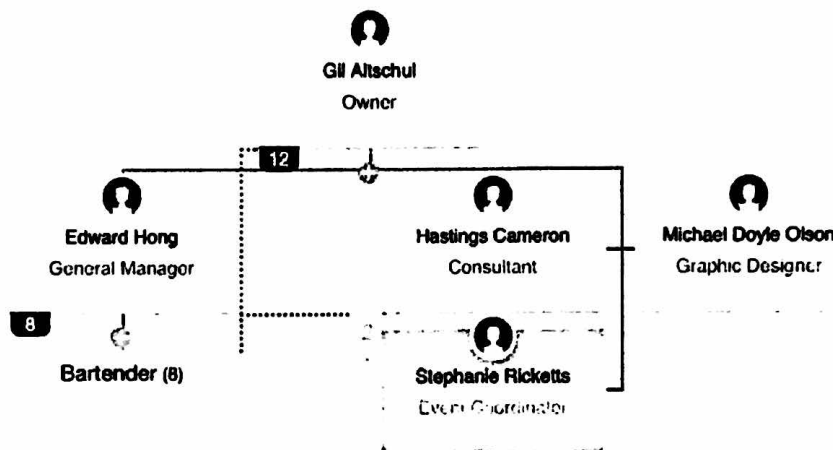 Gil Altschul
Owner
12
Edward Hong
General Manager
Hastings Cameron
Consultant
Michael Doyle Olson
Graphic Designer
8
Bartender (8)
2
Stephanie Ricketts
Event Coordinator